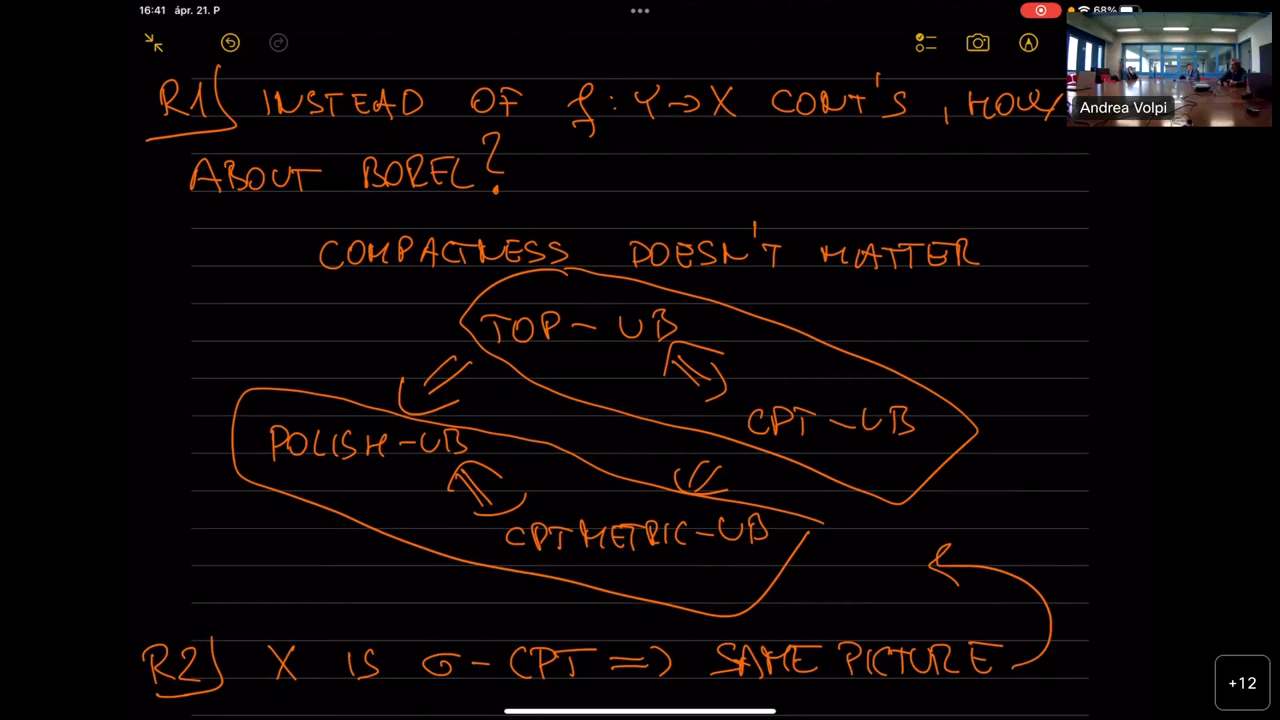 16:41 ápr. 21. P
68%
Andrea Volpi
R1) INSTEAD OF f: Y → X CONT'S, HOW
ABOUT BOREL?
COMPACTNESS DOESN'T MATTER
TOP-UB
CPT-UB
POLISH-UB
CPT METRIC-UB
R2) X IS σ-CPT ⇒ SAME PICTURE
+12